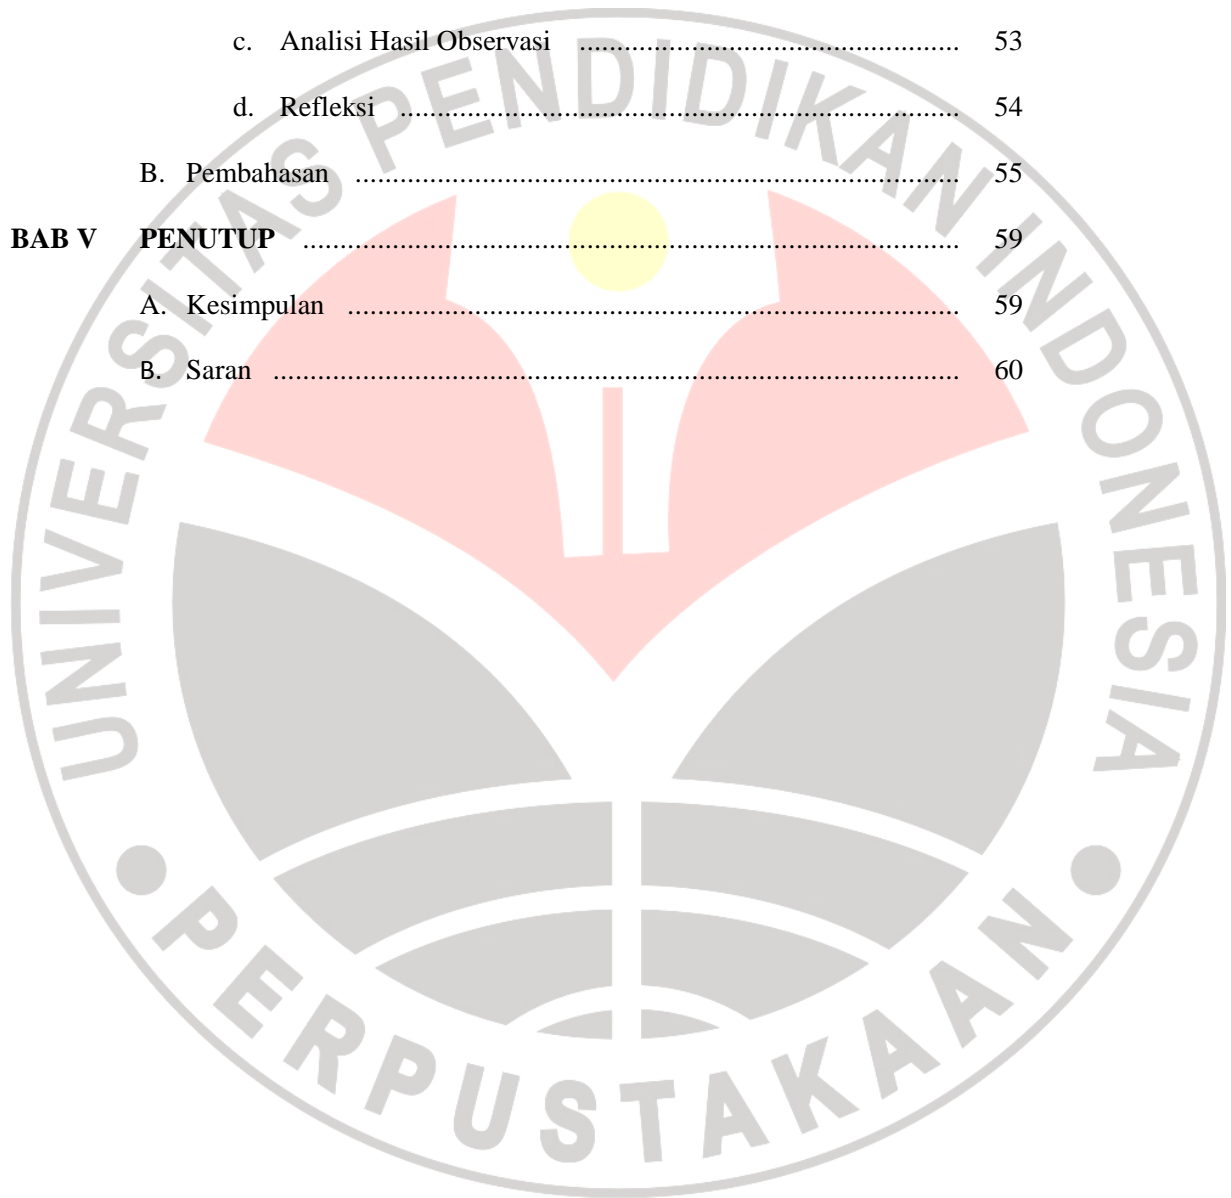 c. Analisi Hasil Observasi ................................................... 53
d. Refleksi ........................................................................... 54
B. Pembahasan ................................................................................. 55
BAB V PENUTUP ........................................................................................ 59
A. Kesimpulan .................................................................................. 59
B. Saran ............................................................................................ 60
UNIVERSITAS PENDIDIKAN INDONESIA
PERPUSTAKAAN